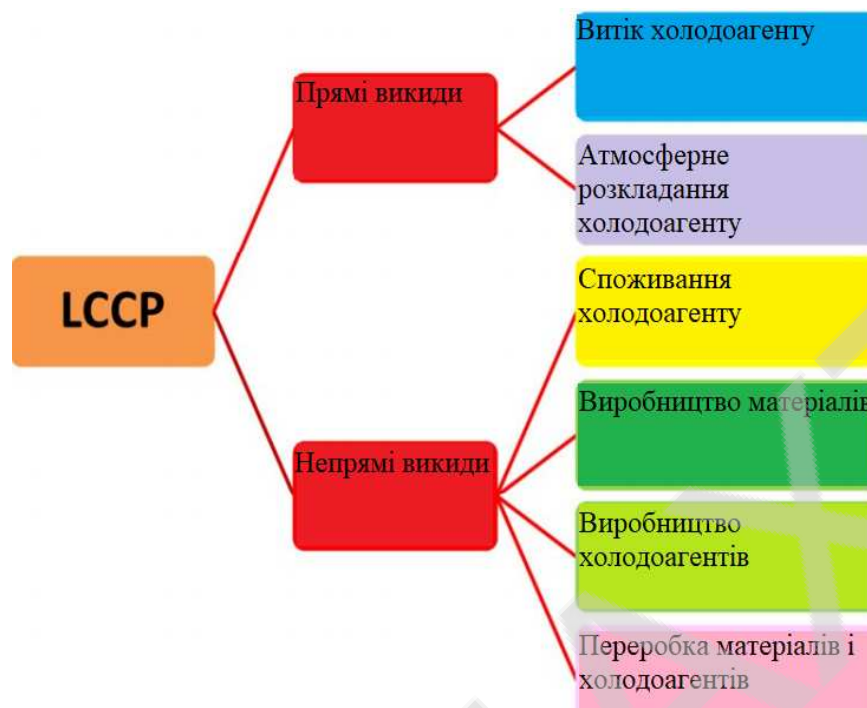 Витік холодоагенту
Прямі викиди
Атмосферне
розкладання
холодоагенту
LCCP
Споживання
холодоагенту
Виробництво матеріалів
Непрямі викиди
Виробництво
холодоагентів
Переробка матеріалів і
холодоагентів